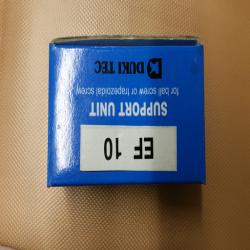 DUKI TEC
SUPPORT UNIT
for ball screw or trapezoidal screw
EF 10